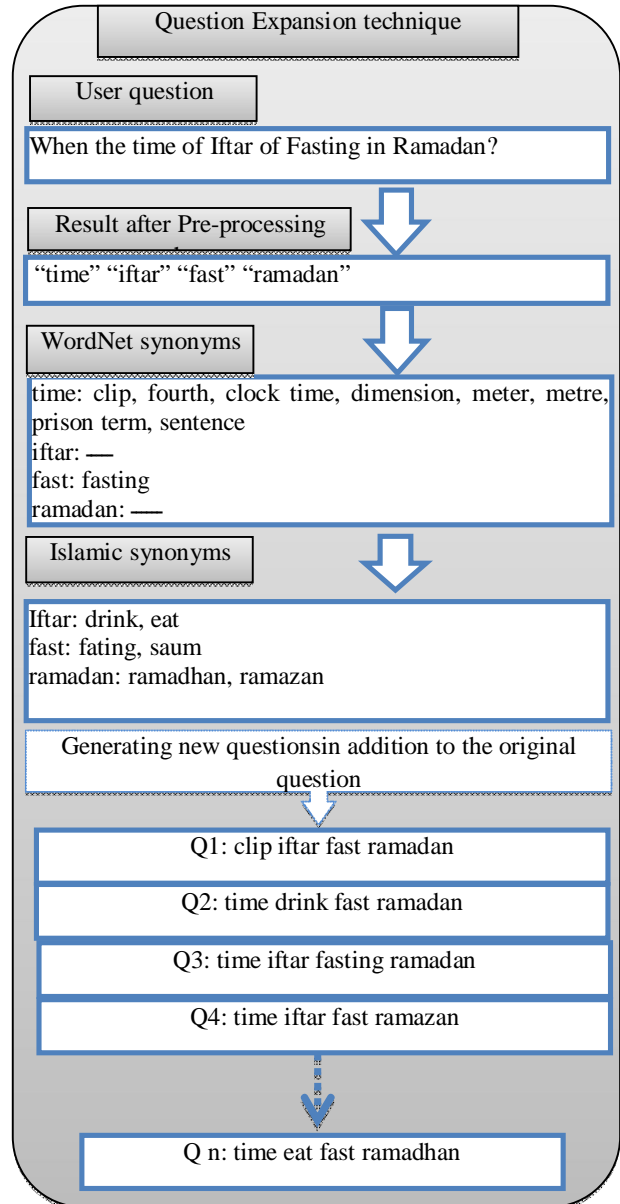 Question Expansion technique
User question
When the time of Iftar of Fasting in Ramadan?
Result after Pre-processing
“time” “iftar” “fast” “ramadan”
WordNet synonyms
time: clip, fourth, clock time, dimension, meter, metre,
prison term, sentence
iftar: ––
fast: fasting
ramadan: –––
Islamic synonyms
Iftar: drink, eat
fast: fating, saum
ramadan: ramadhan, ramazan
Generating new questionsin addition to the original
question
Q1: clip iftar fast ramadan
Q2: time drink fast ramadan
Q3: time iftar fasting ramadan
Q4: time iftar fast ramazan
Q n: time eat fast ramadhan